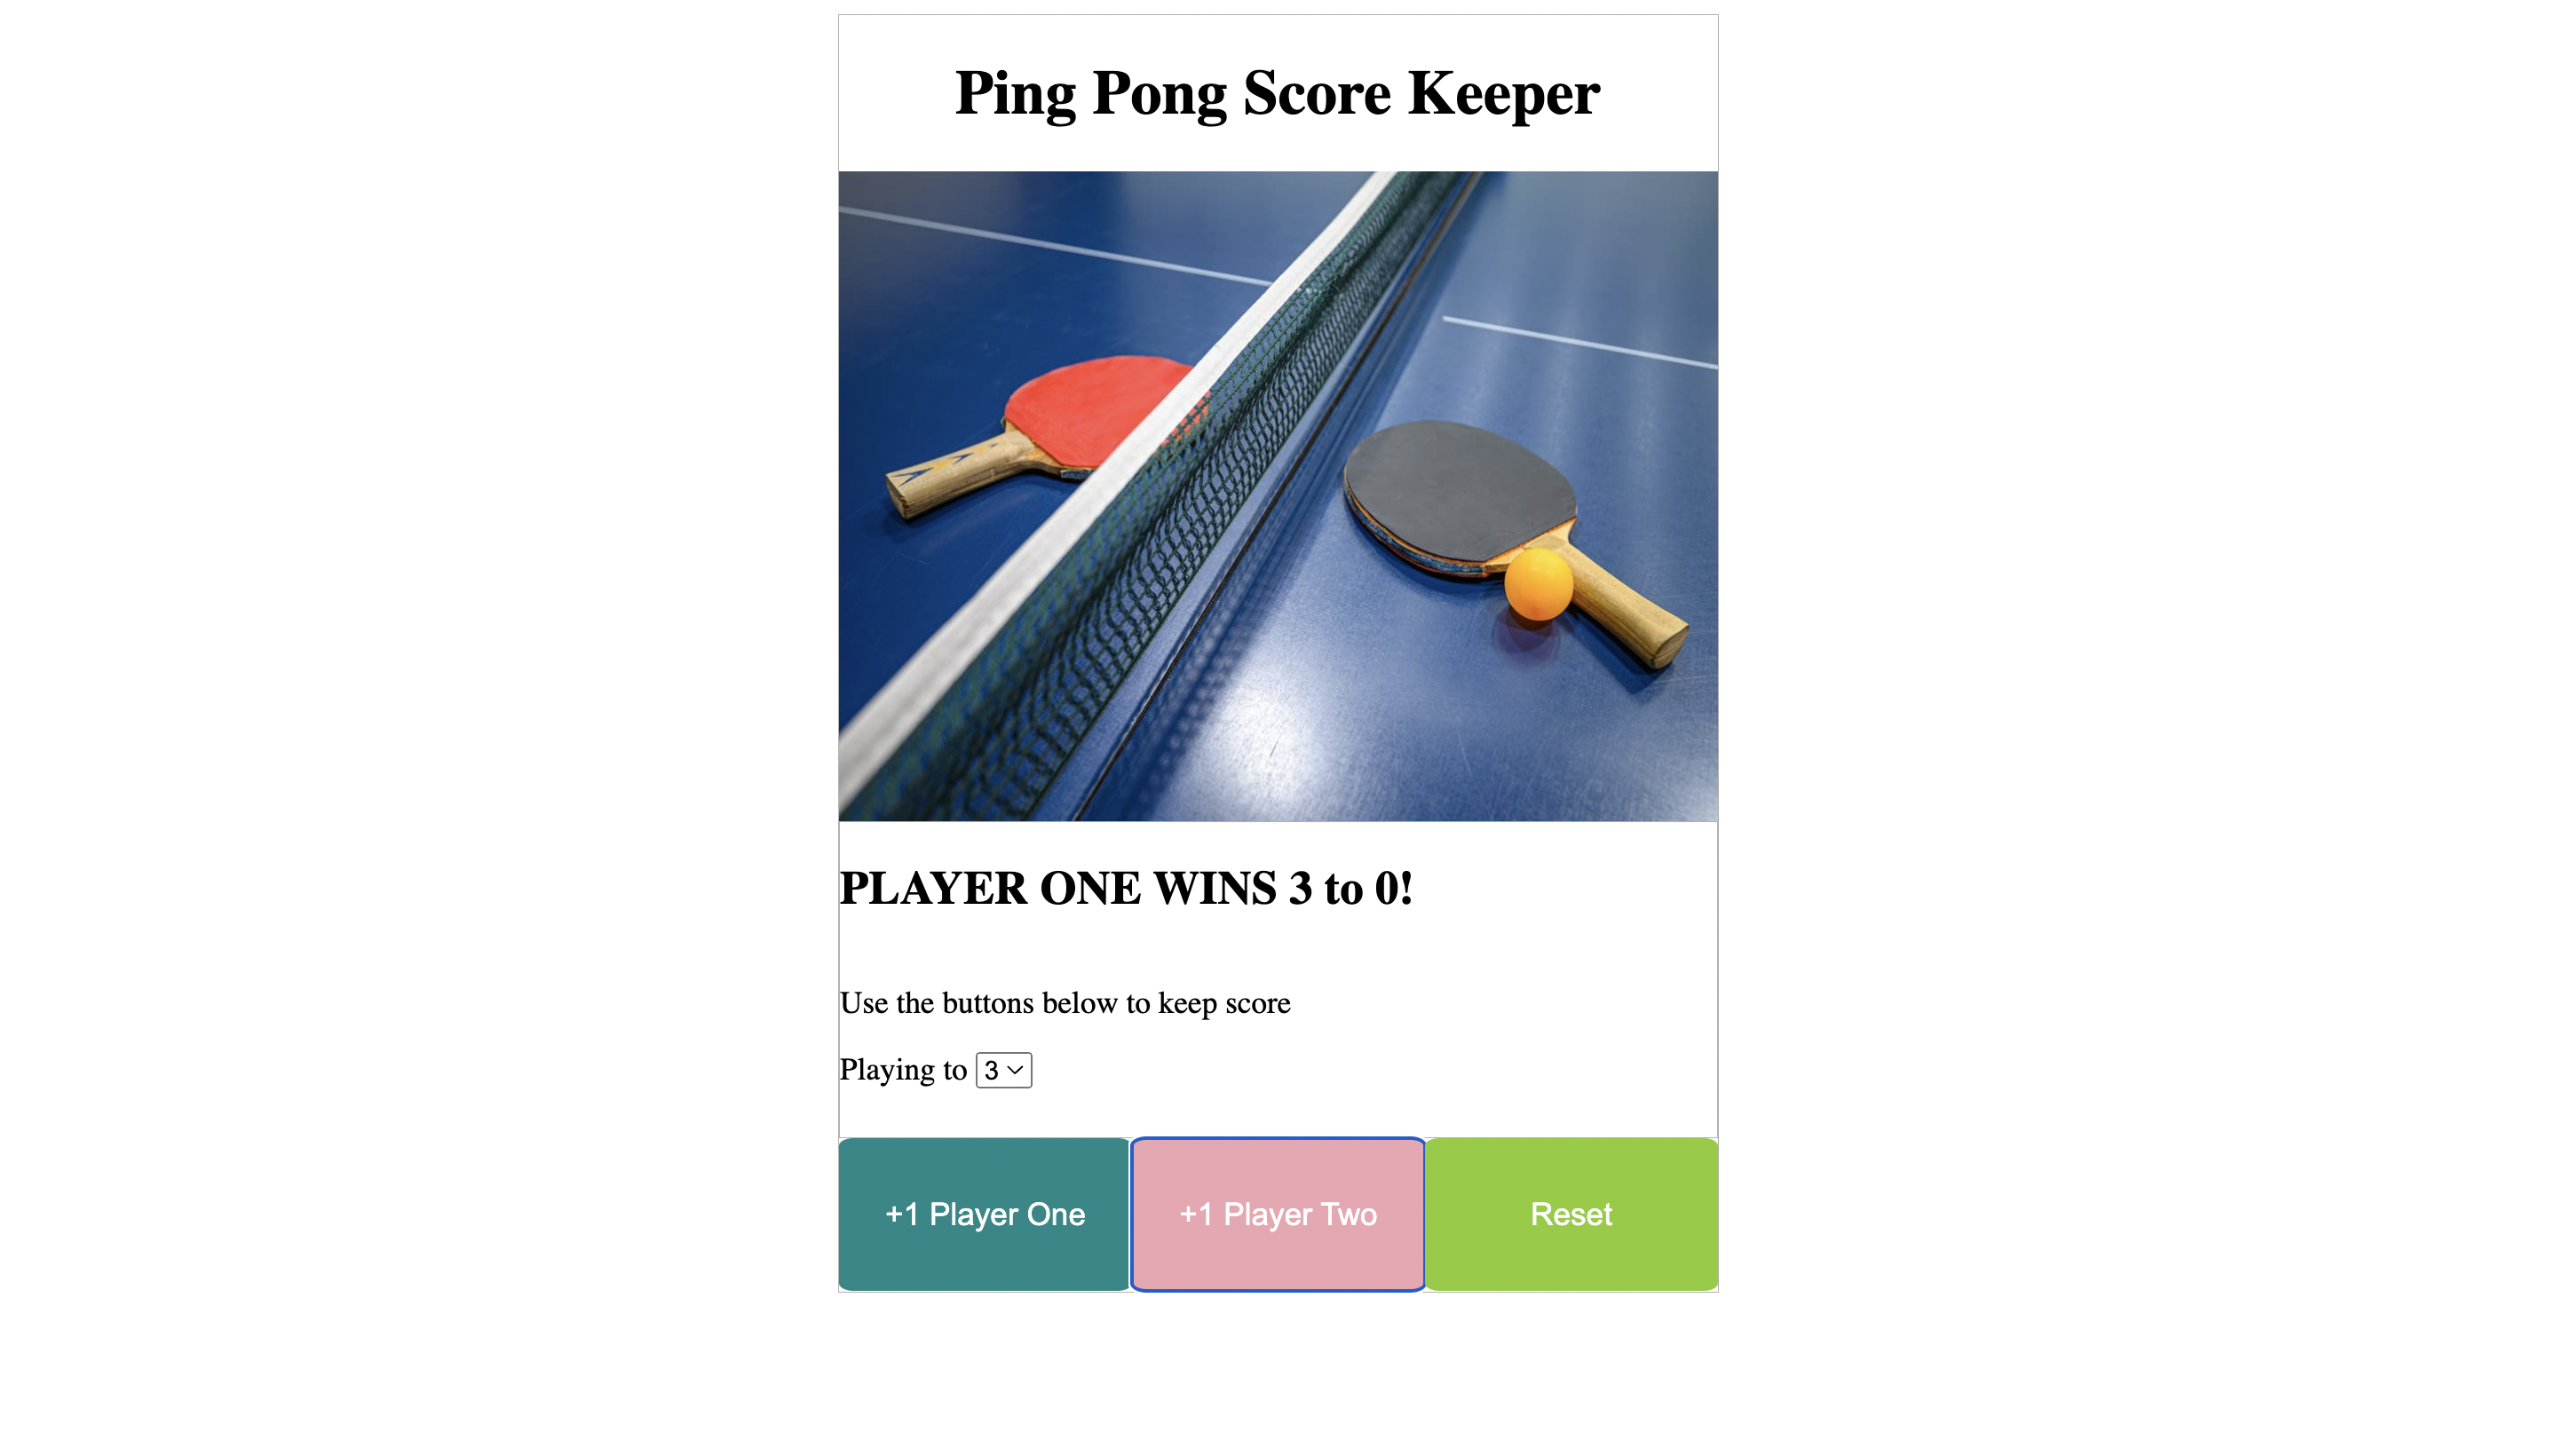 Ping Pong Score Keeper
PLAYER ONE WINS 3 to 0!
Use the buttons below to keep score
Playing to 3
+1 Player One +1 Player Two Reset